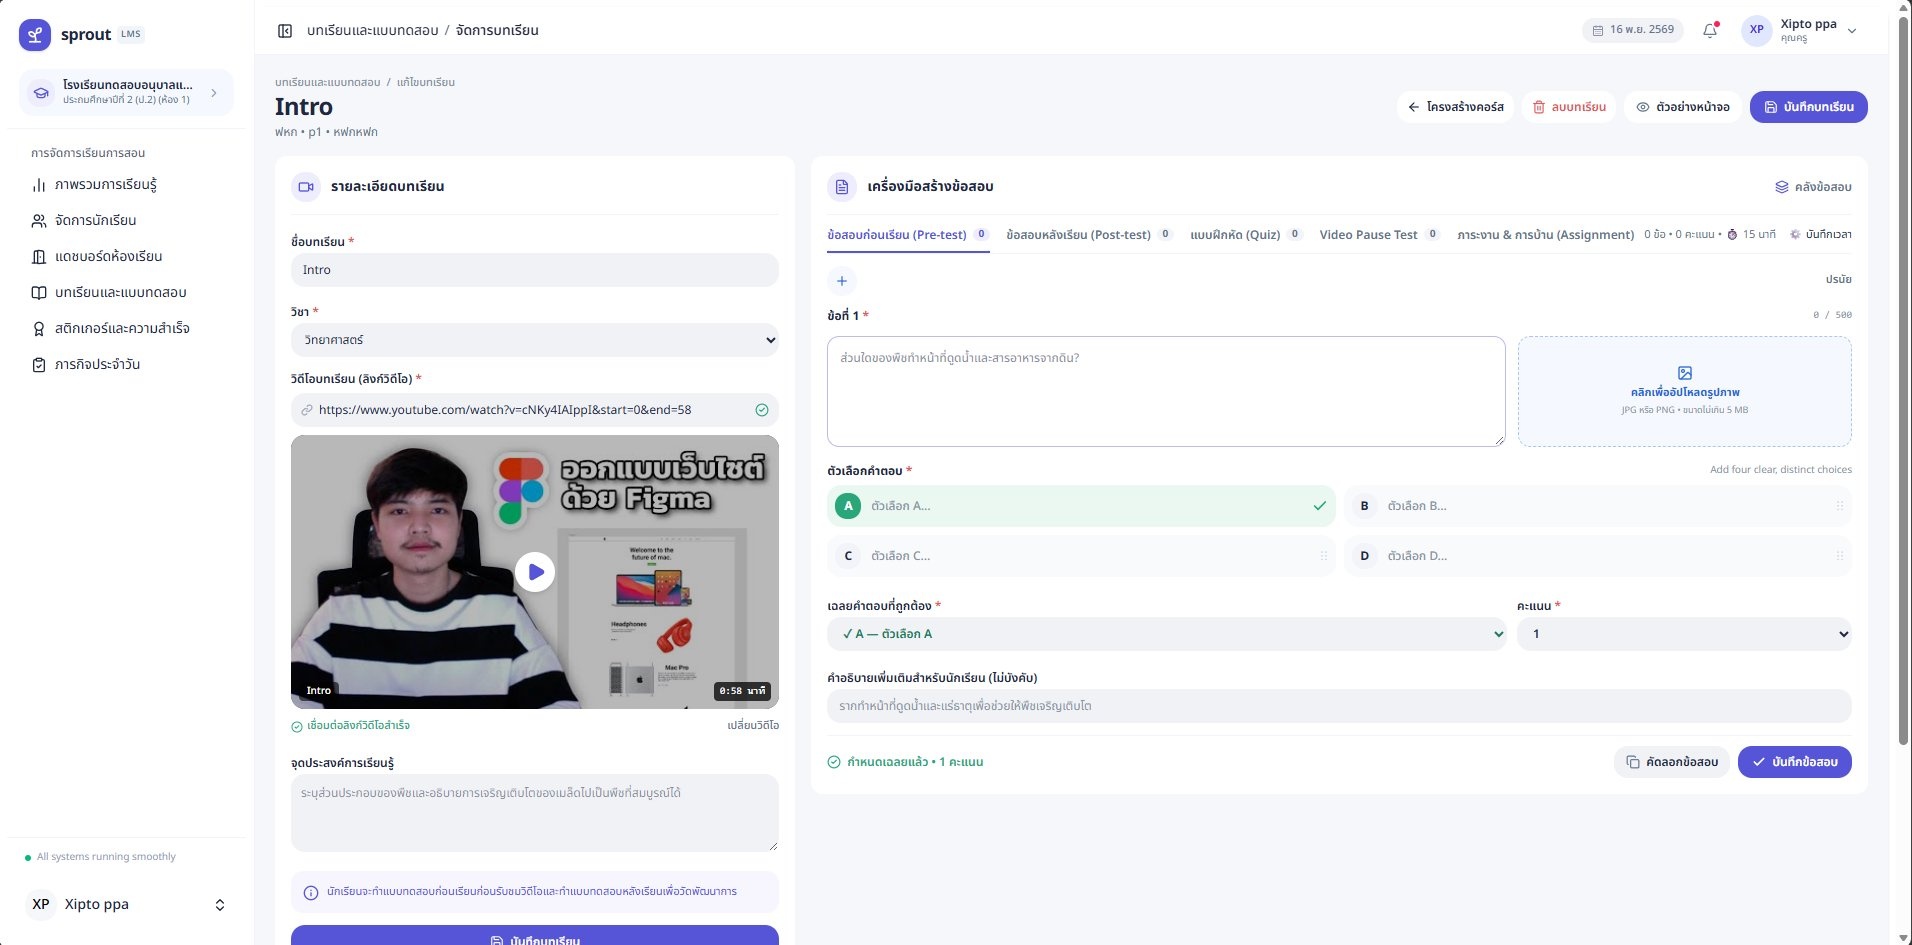 sprout LMS
โรงเรียนทดสอบอนุบาลแ...
ประถมศึกษาปีที่ 2 (ป.2) (ห้อง 1)
การจัดการเรียนการสอน
ภาพรวมการเรียนรู้
จัดการนักเรียน
แดชบอร์ดห้องเรียน
บทเรียนและแบบทดสอบ
สติกเกอร์และความสำเร็จ
ภารกิจประจำวัน
All systems running smoothly
XP Xipto ppa
บทเรียนและแบบทดสอบ / จัดการบทเรียน
16 พ.ย. 2569
XP Xipto ppa
คุณครู
บทเรียนและแบบทดสอบ / แก้ไขบทเรียน
Intro
ฟหก • p1 • หฟกหฟก
โครงสร้างคอร์ส
ลบบทเรียน
ตัวอย่างหน้าจอ
บันทึกบทเรียน
รายละเอียดบทเรียน
ชื่อบทเรียน *
Intro
วิชา *
วิทยาศาสตร์
วิดีโอบทเรียน (ลิงก์วิดีโอ) *
https://www.youtube.com/watch?v=cNKy4IAIppI&start=0&end=58
ออกแบบเว็บไซต์
ด้วย Figma
Welcome to the
future of mac.
Headphones
Mac Pro
Intro
0:58 นาที
เชื่อมต่อลิงก์วิดีโอสำเร็จ
เปลี่ยนวิดีโอ
จุดประสงค์การเรียนรู้
ระบุส่วนประกอบของพืชและอธิบายการเจริญเติบโตของเมล็ดไปเป็นพืชที่สมบูรณ์ได้
นักเรียนจะทำแบบทดสอบก่อนเรียนก่อนรับชมวิดีโอและทำแบบทดสอบหลังเรียนเพื่อวัดพัฒนาการ
บันทึกบทเรียน
เครื่องมือสร้างข้อสอบ
คลังข้อสอบ
ข้อสอบก่อนเรียน (Pre-test) 0
ข้อสอบหลังเรียน (Post-test) 0
แบบฝึกหัด (Quiz) 0
Video Pause Test 0
ภาระงาน & การบ้าน (Assignment)
0 ข้อ • 0 คะแนน • 15 นาที
บันทึกเวลา
ปรนัย
ข้อที่ 1 *
0 / 500
ส่วนใดของพืชทำหน้าที่ดูดน้ำและสารอาหารจากดิน?
คลิกเพื่ออัปโหลดรูปภาพ
JPG หรือ PNG • ขนาดไม่เกิน 5 MB
ตัวเลือกคำตอบ *
Add four clear, distinct choices
A ตัวเลือก A...
B ตัวเลือก B...
C ตัวเลือก C...
D ตัวเลือก D...
เฉลยคำตอบที่ถูกต้อง *
✓ A — ตัวเลือก A
คะแนน *
1
คำอธิบายเพิ่มเติมสำหรับนักเรียน (ไม่บังคับ)
รากทำหน้าที่ดูดน้ำและแร่ธาตุเพื่อช่วยให้พืชเจริญเติบโต
กำหนดเฉลยแล้ว • 1 คะแนน
คัดลอกข้อสอบ
บันทึกข้อสอบ